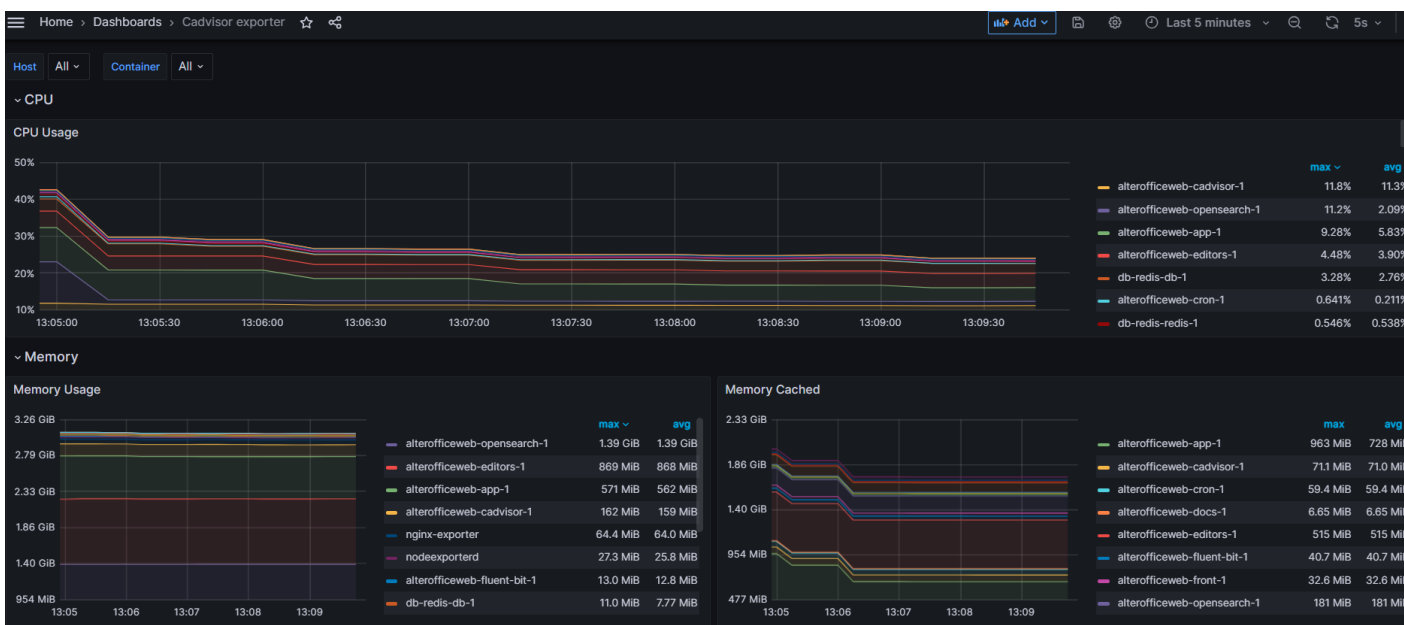 Home › Dashboards › Cadvisor exporter
Add
Last 5 minutes
5s
Host All Container All
CPU
CPU Usage
50%
40%
30%
20%
10%
13:05:00 13:05:30 13:06:00 13:06:30 13:07:00 13:07:30 13:08:00 13:08:30 13:09:00 13:09:30
max avg
alterofficeweb-cadvisor-1 11.8% 11.3%
alterofficeweb-opensearch-1 11.2% 2.09%
alterofficeweb-app-1 9.28% 5.83%
alterofficeweb-editors-1 4.48% 3.90%
db-redis-db-1 3.28% 2.76%
alterofficeweb-cron-1 0.641% 0.211%
db-redis-redis-1 0.546% 0.538%
Memory
Memory Usage
3.26 GiB
2.79 GiB
2.33 GiB
1.86 GiB
1.40 GiB
954 MiB
13:05 13:06 13:07 13:08 13:09
max avg
alterofficeweb-opensearch-1 1.39 GiB 1.39 GiB
alterofficeweb-editors-1 869 MiB 868 MiB
alterofficeweb-app-1 571 MiB 562 MiB
alterofficeweb-cadvisor-1 162 MiB 159 MiB
nginx-exporter 64.4 MiB 64.0 MiB
nodeexporterd 27.3 MiB 25.8 MiB
alterofficeweb-fluent-bit-1 13.0 MiB 12.8 MiB
db-redis-db-1 11.0 MiB 7.77 MiB
Memory Cached
2.33 GiB
1.86 GiB
1.40 GiB
954 MiB
477 MiB
13:05 13:06 13:07 13:08 13:09
max avg
alterofficeweb-app-1 963 MiB 728 MiB
alterofficeweb-cadvisor-1 71.1 MiB 71.0 MiB
alterofficeweb-cron-1 59.4 MiB 59.4 MiB
alterofficeweb-docs-1 6.65 MiB 6.65 MiB
alterofficeweb-editors-1 515 MiB 515 MiB
alterofficeweb-fluent-bit-1 40.7 MiB 40.7 MiB
alterofficeweb-front-1 32.6 MiB 32.6 MiB
alterofficeweb-opensearch-1 181 MiB 181 MiB